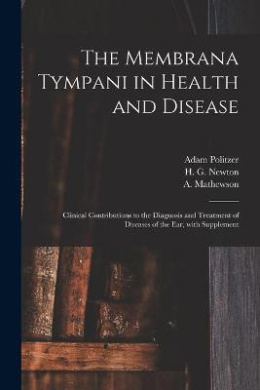 The Membrana
Tympani in Health
and Disease
Adam Politzer
H. G. Newton
A. Mathewson
Clinical Contributions to the Diagnosis and Treatment of
Diseases of the Ear, with Supplement